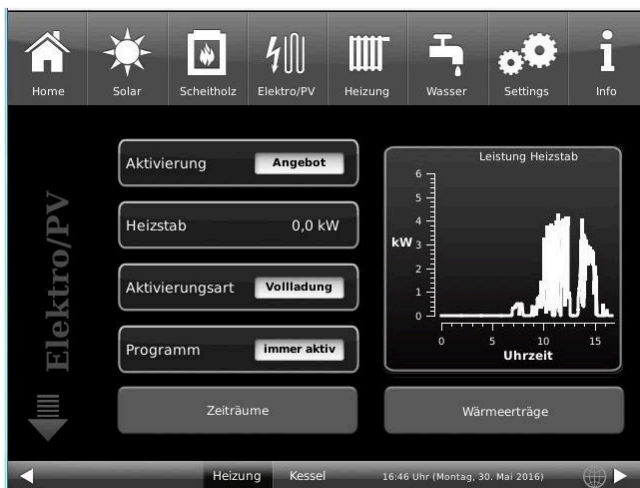 Home Solar Scheitholz Elektro/PV Heizung Wasser Settings Info
Elektro/PV
Aktivierung Angebot
Heizstab 0,0 kW
Aktivierungsart Vollladung
Programm immer aktiv
Zeiträume
Leistung Heizstab
6
5
4
kW 3
2
1
0
0 5 10 15
Uhrzeit
Wärmeerträge
Heizung Kessel 16:46 Uhr (Montag, 30. Mai 2016)